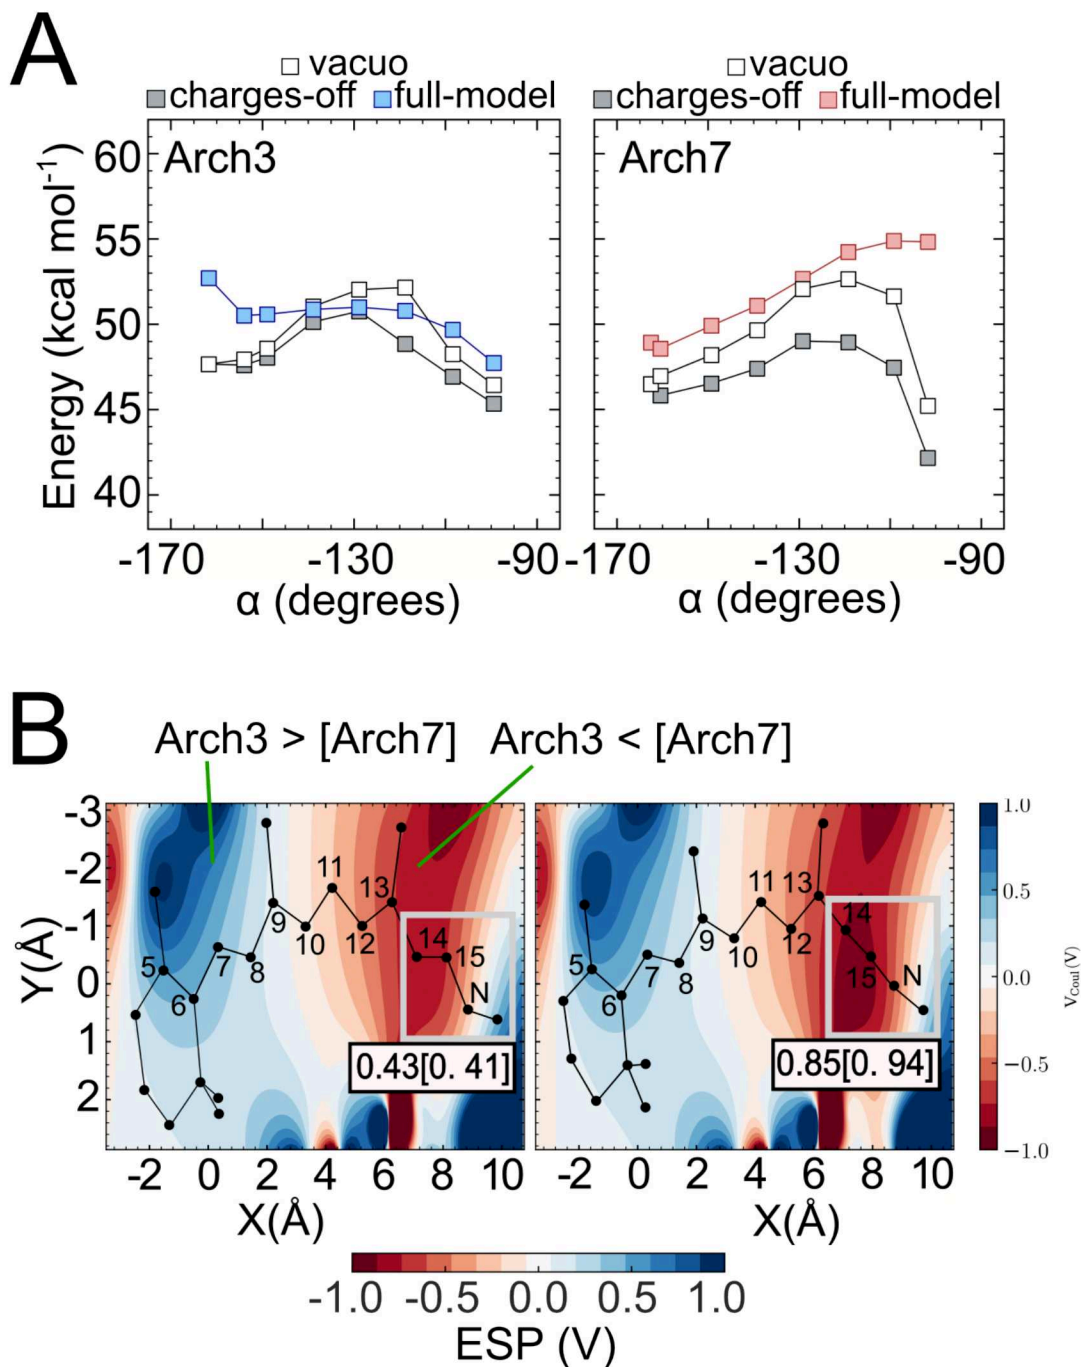 A
vacuo
charges-off full-model
vacuo
charges-off full-model
Arch3
Arch7
60
55
50
45
40
Energy (kcal mol-1)
-170 -130 -90
-170 -130 -90
α (degrees)
α (degrees)
B
Arch3 > [Arch7] Arch3 < [Arch7]
-3
-2
-1
0
1
2
Y(Å)
5
6
7
8
9
10
11
12
13
14
15
N
0.43[0. 41]
5
6
7
8
9
10
11
12
13
14
15
N
0.85[0. 94]
1.0
0.5
0.0
−0.5
−1.0
VCoul (V)
-2 0 2 4 6 8 10
-2 0 2 4 6 8 10
X(Å)
X(Å)
-1.0 -0.5 0.0 0.5 1.0
ESP (V)